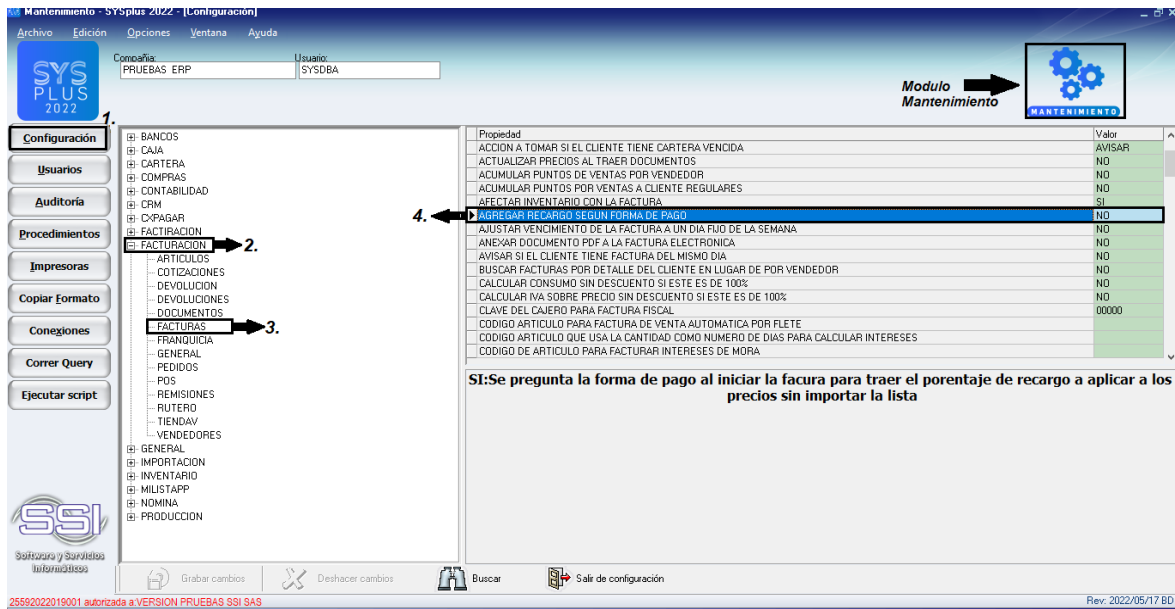 Mantenimiento - SYSplus 2022 - [Configuración]
Archivo Edición Opciones Ventana Ayuda
SYS
PLUS
2022
Compañia:
PRUEBAS ERP
Usuario:
SYSDBA
Modulo
Mantenimiento
MANTENIMIENTO
1.
Configuración
Usuarios
Auditoría
Procedimientos
Impresoras
Copiar Formato
Conexiones
Correr Query
Ejecutar script
SSI
Software y Servicios
Informáticos
BANCOS
CAJA
CARTERA
COMPRAS
CONTABILIDAD
CRM
CXPAGAR
FACTIRACION
FACTURACION 2.
ARTICULOS
COTIZACIONES
DEVOLUCION
DEVOLUCIONES
DOCUMENTOS
FACTURAS 3.
FRANQUICIA
GENERAL
PEDIDOS
POS
REMISIONES
RUTERO
TIENDAV
VENDEDORES
GENERAL
IMPORTACION
INVENTARIO
MILISTAPP
NOMINA
PRODUCCION
Propiedad Valor
ACCION A TOMAR SI EL CLIENTE TIENE CARTERA VENCIDA AVISAR
ACTUALIZAR PRECIOS AL TRAER DOCUMENTOS NO
ACUMULAR PUNTOS DE VENTAS POR VENDEDOR NO
ACUMULAR PUNTOS POR VENTAS A CLIENTE REGULARES NO
AFECTAR INVENTARIO CON LA FACTURA SI
4. AGREGAR RECARGO SEGUN FORMA DE PAGO NO
AJUSTAR VENCIMIENTO DE LA FACTURA A UN DIA FIJO DE LA SEMANA NO
ANEXAR DOCUMENTO PDF A LA FACTURA ELECTRONICA NO
AVISAR SI EL CLIENTE TIENE FACTURA DEL MISMO DIA NO
BUSCAR FACTURAS POR DETALLE DEL CLIENTE EN LUGAR DE POR VENDEDOR NO
CALCULAR CONSUMO SIN DESCUENTO SI ESTE ES DE 100% NO
CALCULAR IVA SOBRE PRECIO SIN DESCUENTO SI ESTE ES DE 100% NO
CLAVE DEL CAJERO PARA FACTURA FISCAL 00000
CODIGO ARTICULO PARA FACTURA DE VENTA AUTOMATICA POR FLETE
CODIGO ARTICULO QUE USA LA CANTIDAD COMO NUMERO DE DIAS PARA CALCULAR INTERESES
CODIGO DE ARTICULO PARA FACTURAR INTERESES DE MORA
SI:Se pregunta la forma de pago al iniciar la facura para traer el porentaje de recargo a aplicar a los
precios sin importar la lista
Grabar cambios Deshacer cambios Buscar Salir de configuración
25592022019001 autorizada a:VERSION PRUEBAS SSI SAS Rev: 2022/05/17 BD